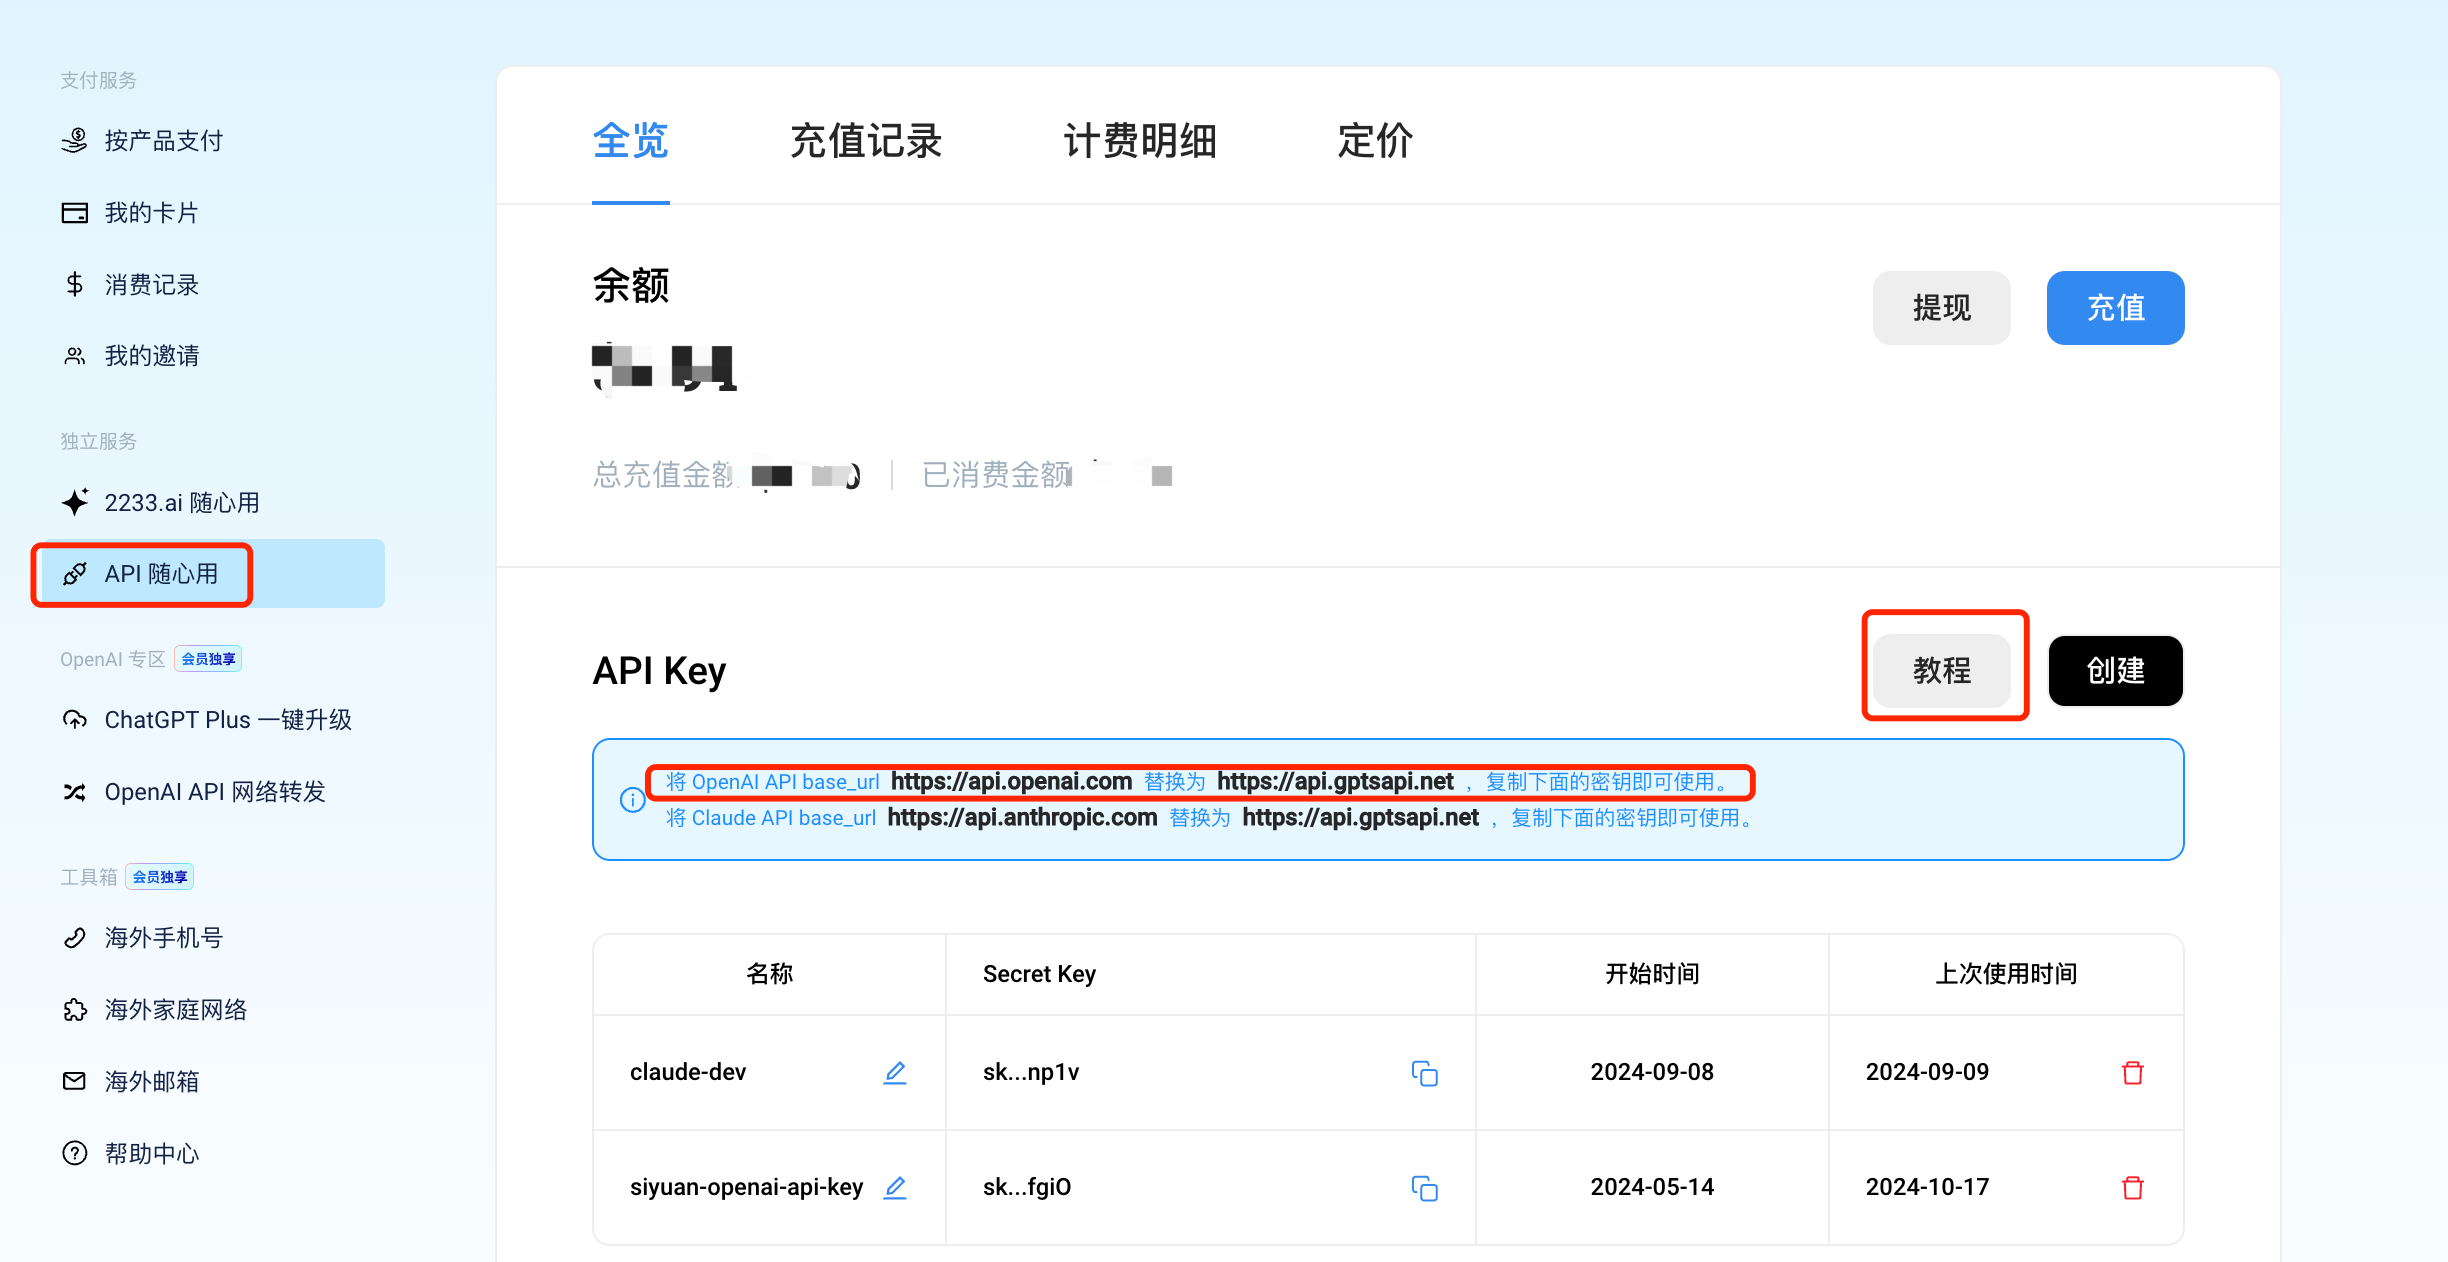 支付服务
按产品支付
我的卡片
消费记录
我的邀请
独立服务
2233.ai 随心用
API 随心用
OpenAI 专区 会员独享
ChatGPT Plus 一键升级
OpenAI API 网络转发
工具箱 会员独享
海外手机号
海外家庭网络
海外邮箱
帮助中心
全览 充值记录 计费明细 定价
余额
提现 充值
总充值金额 已消费金额
API Key
教程 创建
将 OpenAI API base_url https://api.openai.com 替换为 https://api.gptsapi.net ，复制下面的密钥即可使用。
将 Claude API base_url https://api.anthropic.com 替换为 https://api.gptsapi.net ，复制下面的密钥即可使用。
名称 Secret Key 开始时间 上次使用时间
claude-dev sk...np1v 2024-09-08 2024-09-09
siyuan-openai-api-key sk...fgiO 2024-05-14 2024-10-17